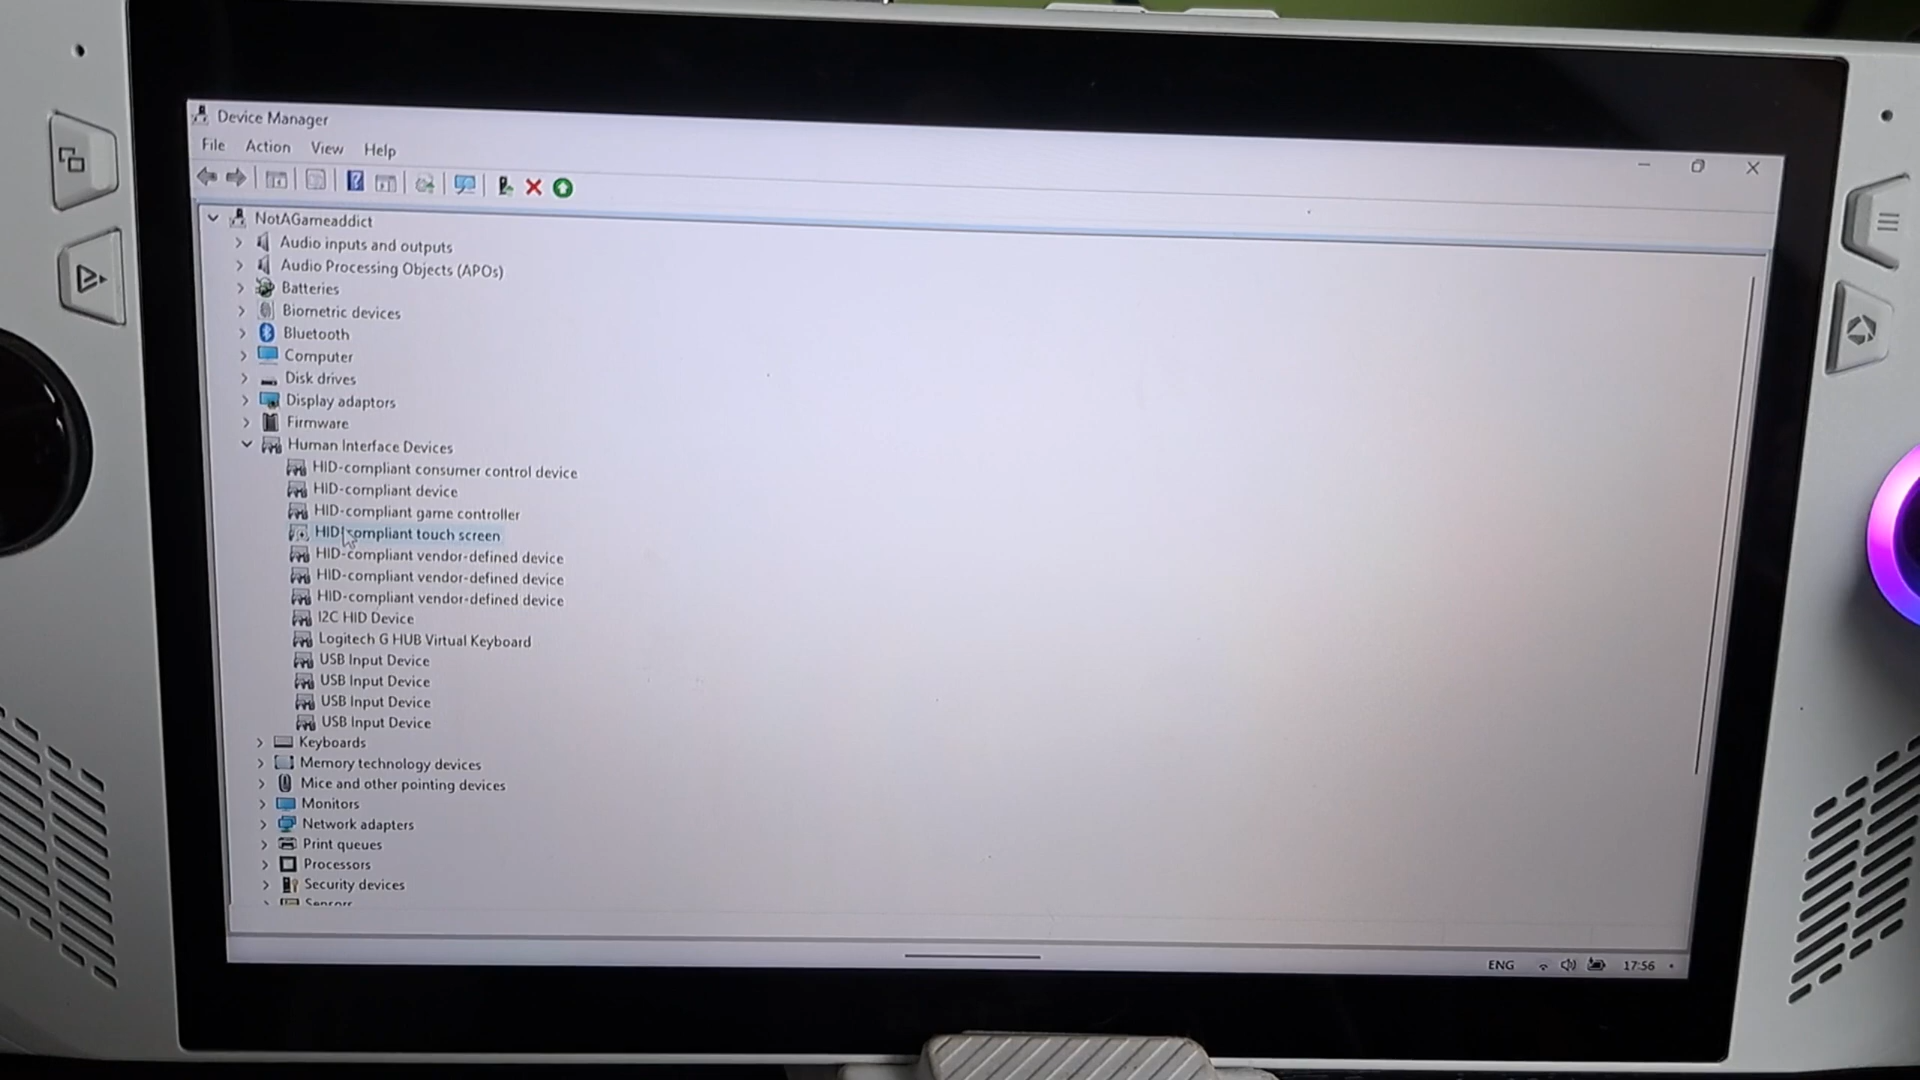 Device Manager
File Action View Help
NotAGameaddict
Audio inputs and outputs
Audio Processing Objects (APOs)
Batteries
Biometric devices
Bluetooth
Computer
Disk drives
Display adaptors
Firmware
Human Interface Devices
HID-compliant consumer control device
HID-compliant device
HID-compliant game controller
HID-compliant touch screen
HID-compliant vendor-defined device
HID-compliant vendor-defined device
HID-compliant vendor-defined device
I2C HID Device
Logitech G HUB Virtual Keyboard
USB Input Device
USB Input Device
USB Input Device
USB Input Device
Keyboards
Memory technology devices
Mice and other pointing devices
Monitors
Network adapters
Print queues
Processors
Security devices
Sensors
ENG 17:56